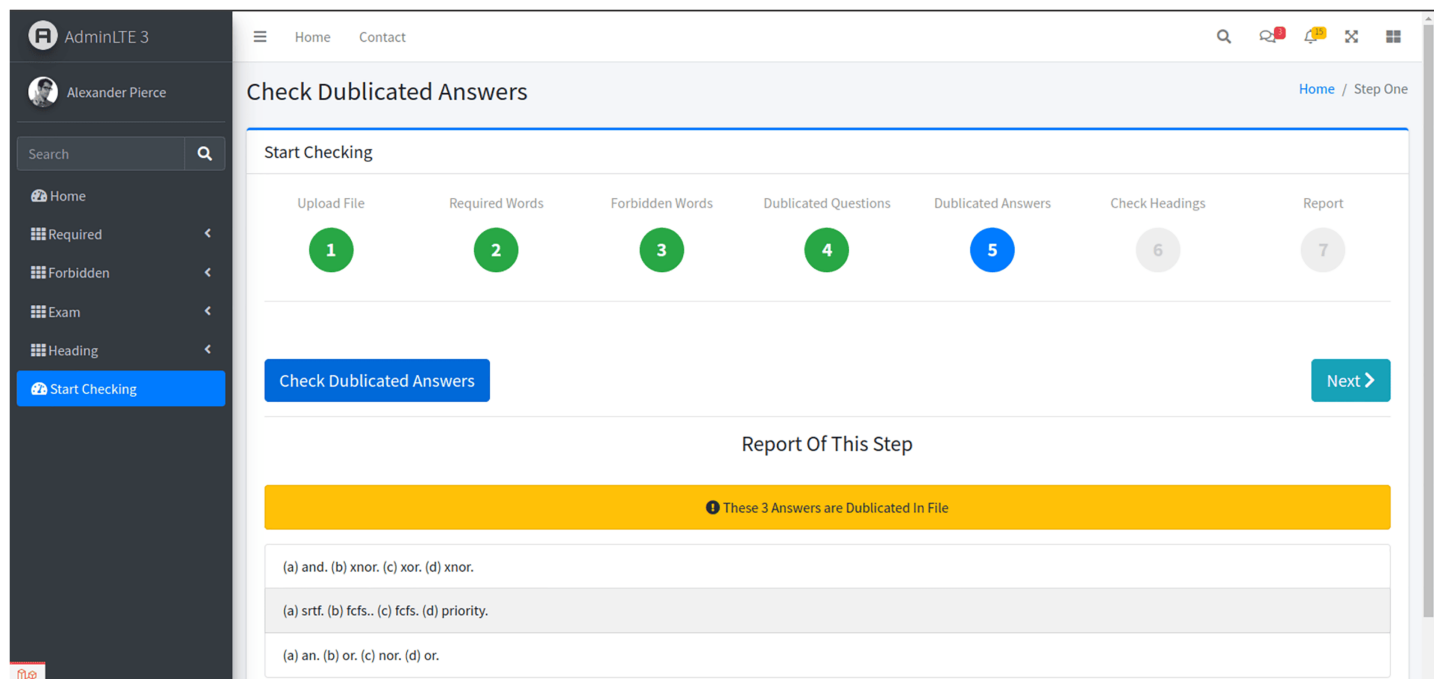 AdminLTE 3
Home Contact
3
15
Alexander Pierce
Check Dublicated Answers
Home / Step One
Search
Start Checking
Home
Required
Forbidden
Exam
Heading
Start Checking
Upload File Required Words Forbidden Words Dublicated Questions Dublicated Answers Check Headings Report
1 2 3 4 5 6 7
Check Dublicated Answers
Next
Report Of This Step
These 3 Answers are Dublicated In File
(a) and. (b) xnor. (c) xor. (d) xnor.
(a) srtf. (b) fcfs.. (c) fcfs. (d) priority.
(a) an. (b) or. (c) nor. (d) or.